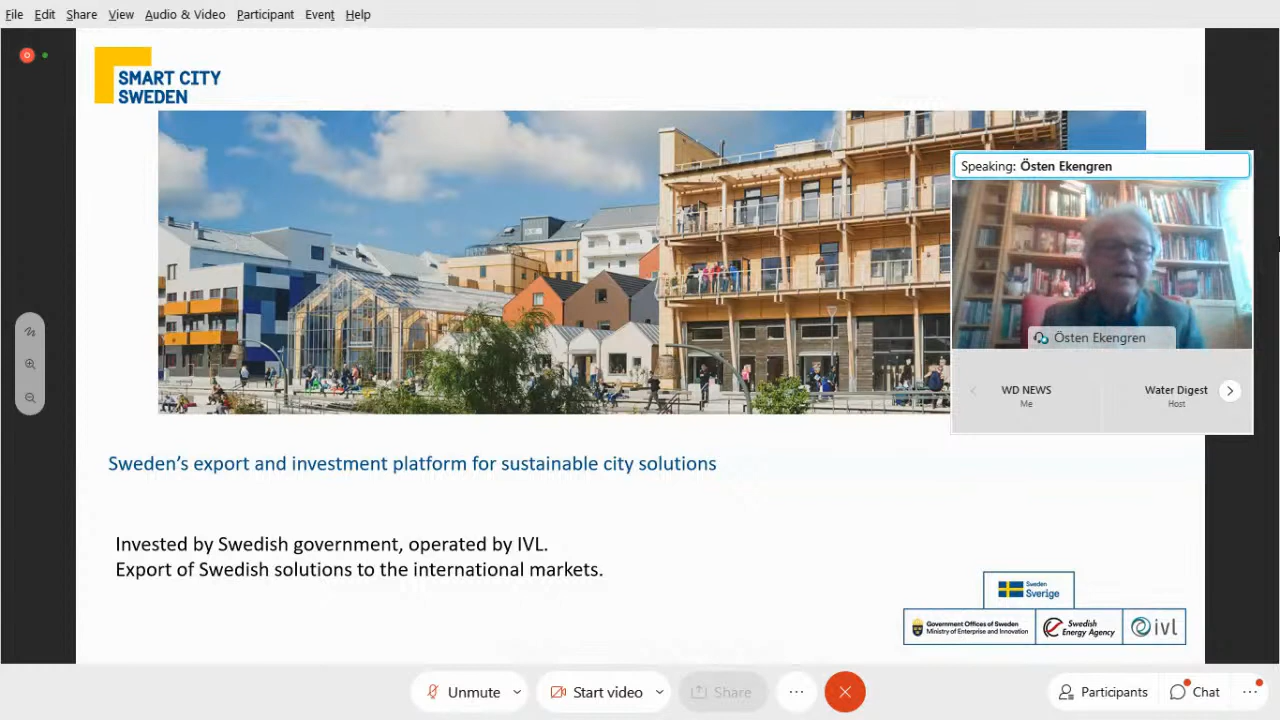 File Edit Share View Audio & Video Participant Event Help
SMART CITY
SWEDEN
Speaking: Östen Ekengren
Östen Ekengren
WD NEWS
Me
Water Digest
Host
Sweden's export and investment platform for sustainable city solutions
Invested by Swedish government, operated by IVL.
Export of Swedish solutions to the international markets.
Sweden
Sverige
Government Offices of Sweden
Ministry of Enterprise and Innovation
Swedish
Energy Agency
ivl
Unmute
Start video
Share
Participants
Chat